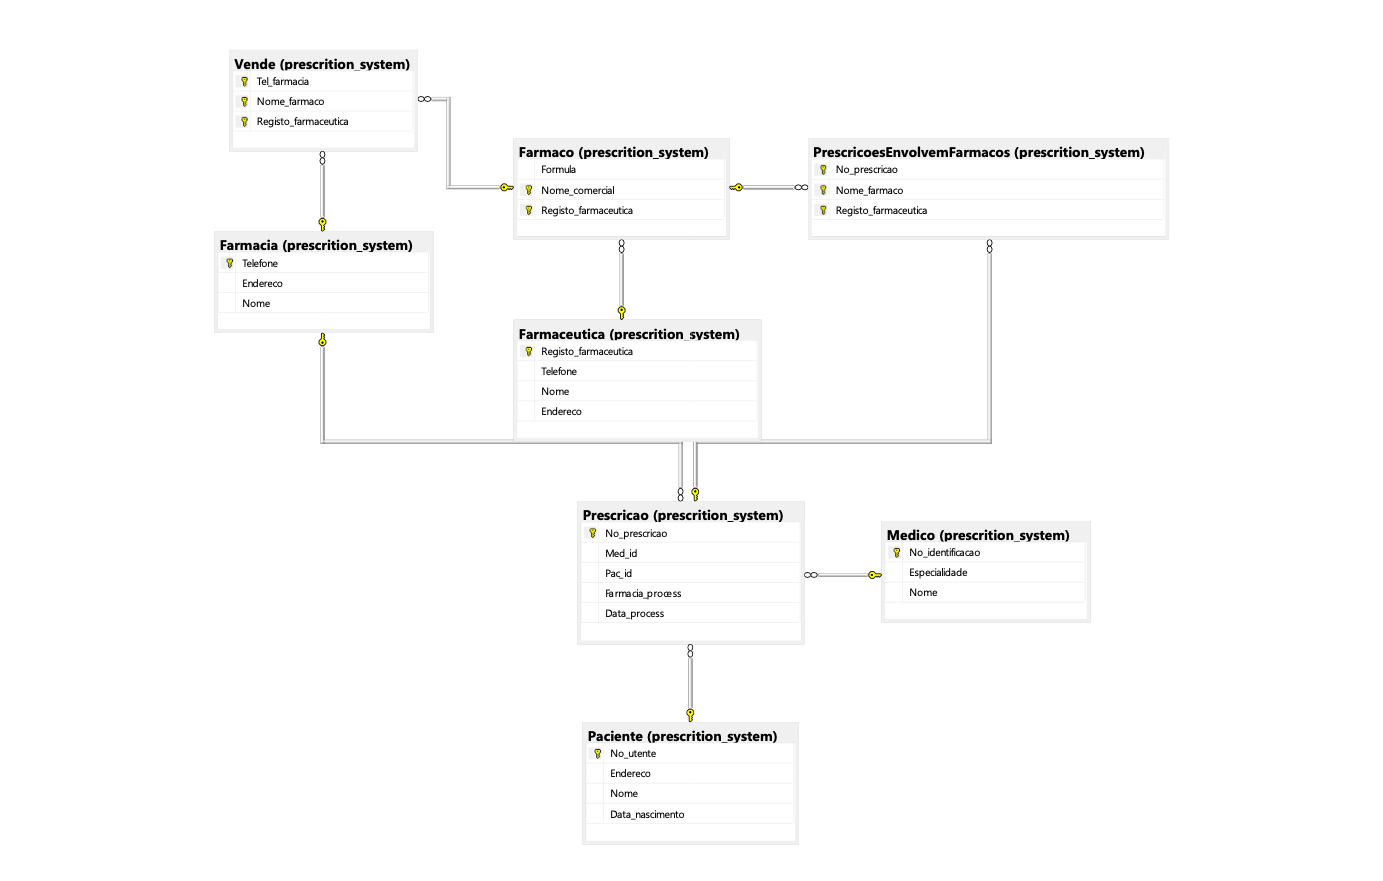 Vende (prescrition_system)
Tel_farmacia
Nome_farmaco
Registo_farmaceutica
Farmaco (prescrition_system)
Formula
Nome_comercial
Registo_farmaceutica
PrescricoesEnvolvemFarmacos (prescrition_system)
No_prescricao
Nome_farmaco
Registo_farmaceutica
Farmacia (prescrition_system)
Telefone
Endereco
Nome
Farmaceutica (prescrition_system)
Registo_farmaceutica
Telefone
Nome
Endereco
Prescricao (prescrition_system)
No_prescricao
Med_id
Pac_id
Farmacia_process
Data_process
Medico (prescrition_system)
No_identificacao
Especialidade
Nome
Paciente (prescrition_system)
No_utente
Endereco
Nome
Data_nascimento